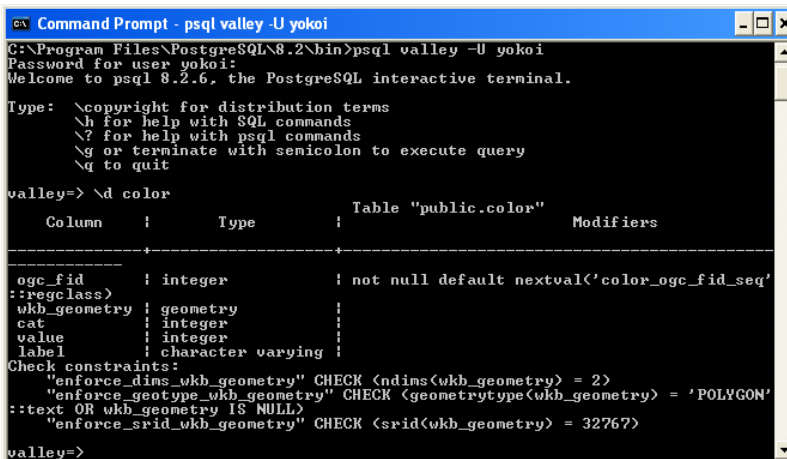 Command Prompt - psql valley -U yokoi
C:\Program Files\PostgreSQL\8.2\bin>psql valley -U yokoi
Password for user yokoi:
Welcome to psql 8.2.6, the PostgreSQL interactive terminal.
Type:  \copyright for distribution terms
       \h for help with SQL commands
       \? for help with psql commands
       \g or terminate with semicolon to execute query
       \q to quit
valley=> \d color
                                     Table "public.color"
    Column    |       Type        |                         Modifiers
--------------+-------------------+---------------------------------------------
------------
 ogc_fid      | integer           | not null default nextval('color_ogc_fid_seq'
::regclass)
 wkb_geometry | geometry          |
 cat          | integer           |
 value        | integer           |
 label        | character varying |
Check constraints:
    "enforce_dims_wkb_geometry" CHECK (ndims(wkb_geometry) = 2)
    "enforce_geotype_wkb_geometry" CHECK (geometrytype(wkb_geometry) = 'POLYGON'
::text OR wkb_geometry IS NULL)
    "enforce_srid_wkb_geometry" CHECK (srid(wkb_geometry) = 32767)
valley=>